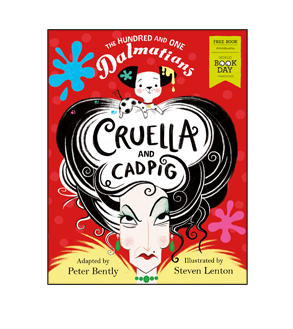 THE HUNDRED AND ONE
Dalmatians
FREE BOOK
WORLD
BOOK
DAY
CRUELLA
AND
CADPIG
Adapted by
Peter Bently
Illustrated by
Steven Lenton